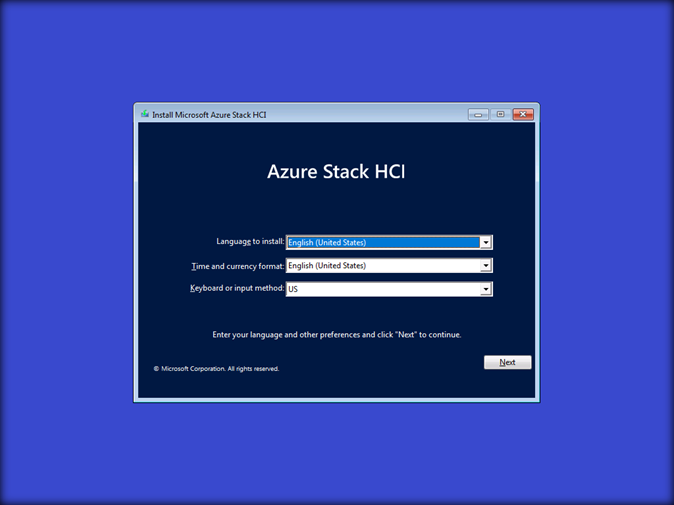 Install Microsoft Azure Stack HCI
Azure Stack HCI
Language to install: English (United States)
Time and currency format: English (United States)
Keyboard or input method: US
Enter your language and other preferences and click "Next" to continue.
Next
© Microsoft Corporation. All rights reserved.